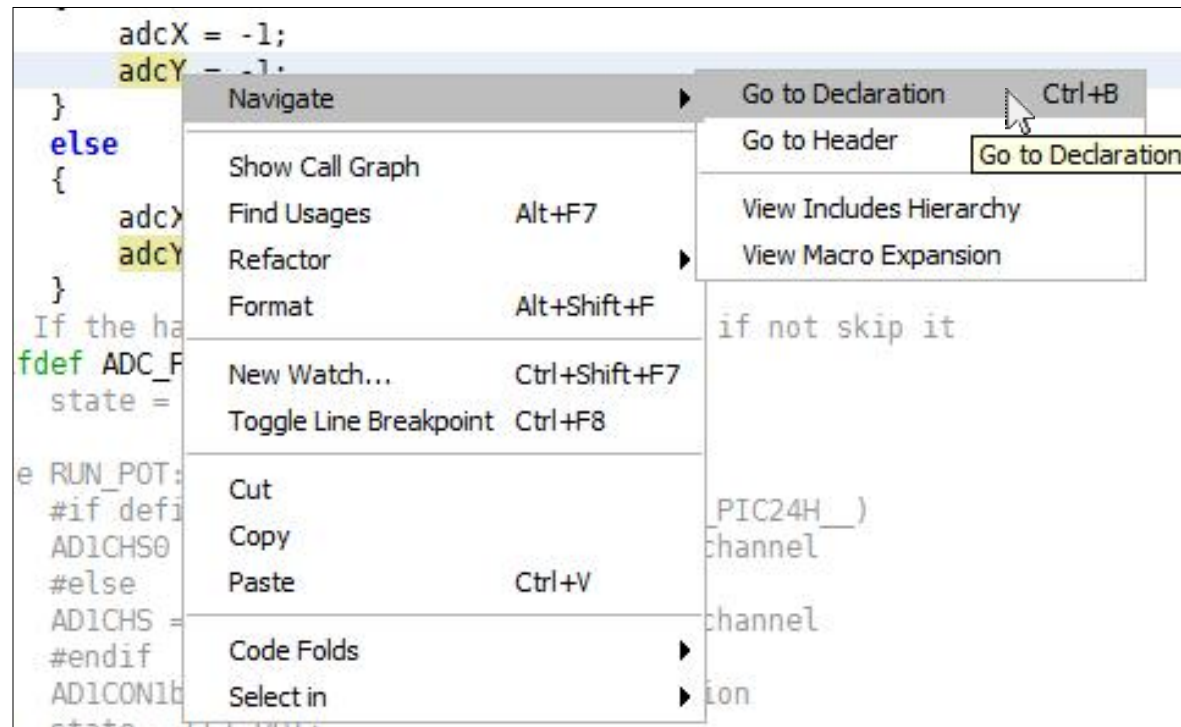 adcX = -1;
adcY = -1;
}
else
{
adcX
adcY
}
If the ha
if not skip it
fdef ADC_F
state =
e RUN_POT:
#if defi
_PIC24H__)
AD1CHS0
channel
#else
AD1CHS =
channel
#endif
AD1CON1b
ion
Navigate
Show Call Graph
Find Usages Alt+F7
Refactor
Format Alt+Shift+F
New Watch... Ctrl+Shift+F7
Toggle Line Breakpoint Ctrl+F8
Cut
Copy
Paste Ctrl+V
Code Folds
Select in
Go to Declaration Ctrl+B
Go to Header
View Includes Hierarchy
View Macro Expansion
Go to Declaration